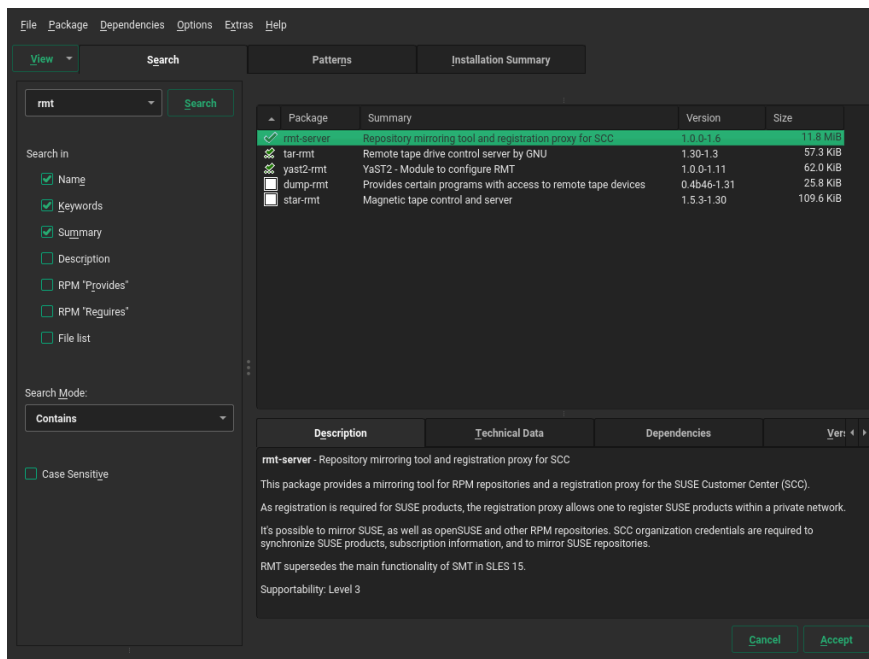 File Package Dependencies Options Extras Help
View Search Patterns Installation Summary
rmt Search
Search in
Name
Keywords
Summary
Description
RPM "Provides"
RPM "Requires"
File list
Search Mode:
Contains
Case Sensitive
Package Summary Version Size
rmt-server Repository mirroring tool and registration proxy for SCC 1.0.0-1.6 11.8 MiB
tar-rmt Remote tape drive control server by GNU 1.30-1.3 57.3 KiB
yast2-rmt YaST2 - Module to configure RMT 1.0.0-1.11 62.0 KiB
dump-rmt Provides certain programs with access to remote tape devices 0.4b46-1.31 25.8 KiB
star-rmt Magnetic tape control and server 1.5.3-1.30 109.6 KiB
Description Technical Data Dependencies
rmt-server - Repository mirroring tool and registration proxy for SCC
This package provides a mirroring tool for RPM repositories and a registration proxy for the SUSE Customer Center (SCC).
As registration is required for SUSE products, the registration proxy allows one to register SUSE products within a private network.
It's possible to mirror SUSE, as well as openSUSE and other RPM repositories. SCC organization credentials are required to
synchronize SUSE products, subscription information, and to mirror SUSE repositories.
RMT supersedes the main functionality of SMT in SLES 15.
Supportability: Level 3
Cancel Accept